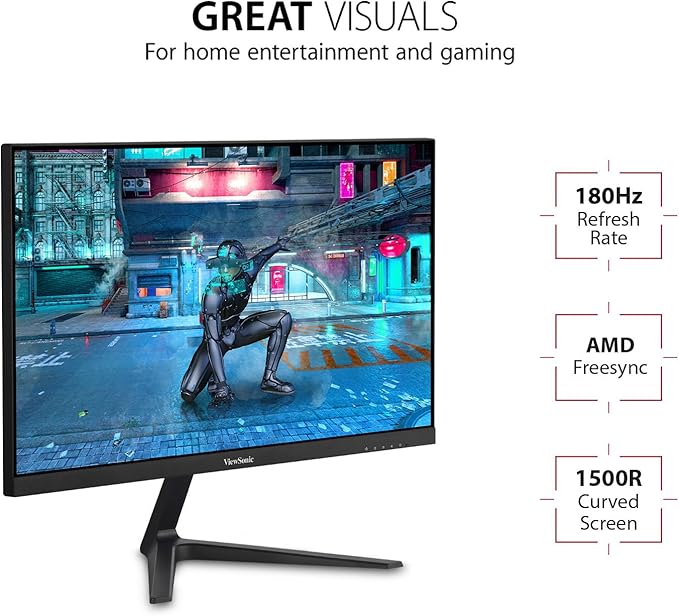 GREAT VISUALS
For home entertainment and gaming
180Hz
Refresh
Rate
AMD
Freesync
1500R
Curved
Screen
ViewSonic